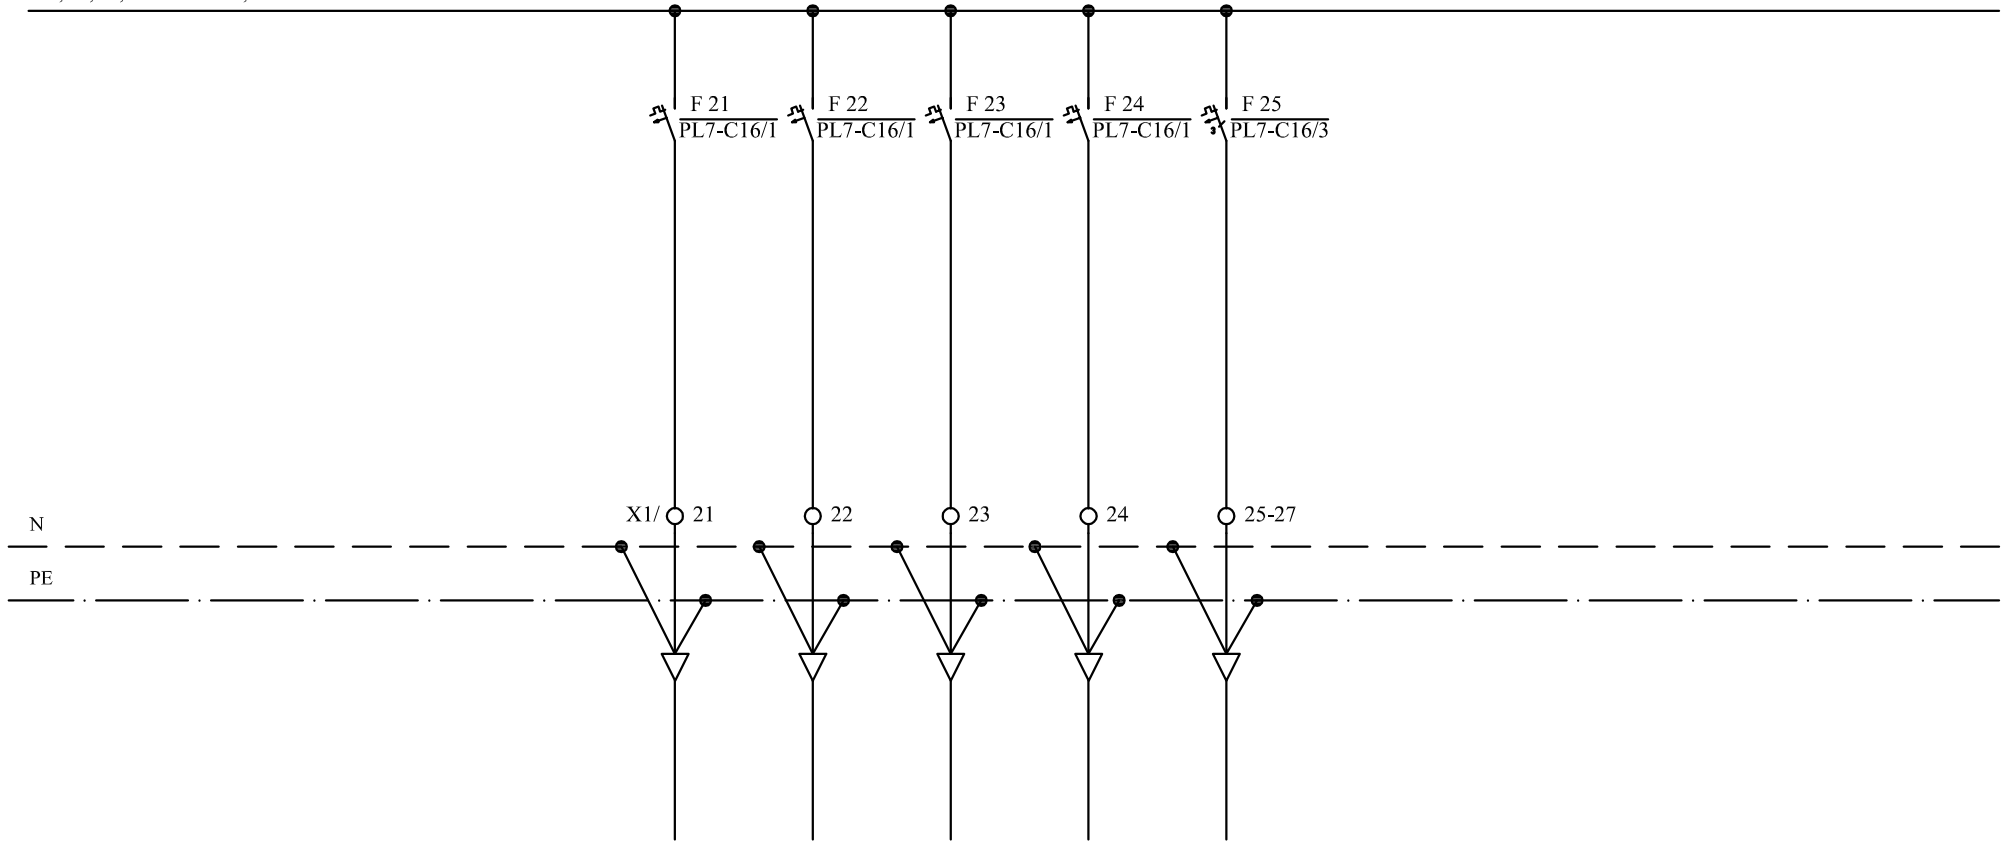 F 21 F 22 F 23 F 24 F 25
PL7-C16/1 PL7-C16/1 PL7-C16/1 PL7-C16/1 PL7-C16/3
3
X1/ 21 22 23 24 25-27
N
PE